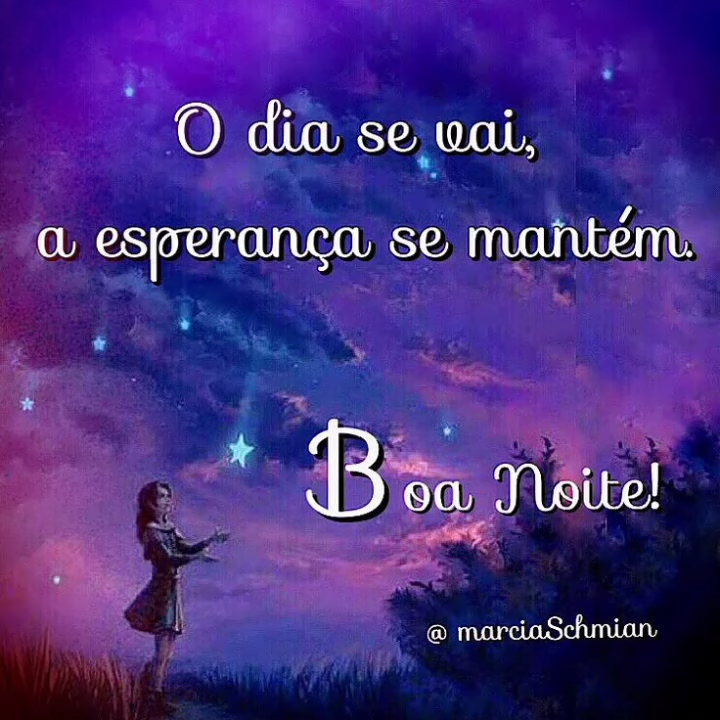 O dia se vai,
a esperança se mantém.
Boa Noite!
@ marciaSchmian